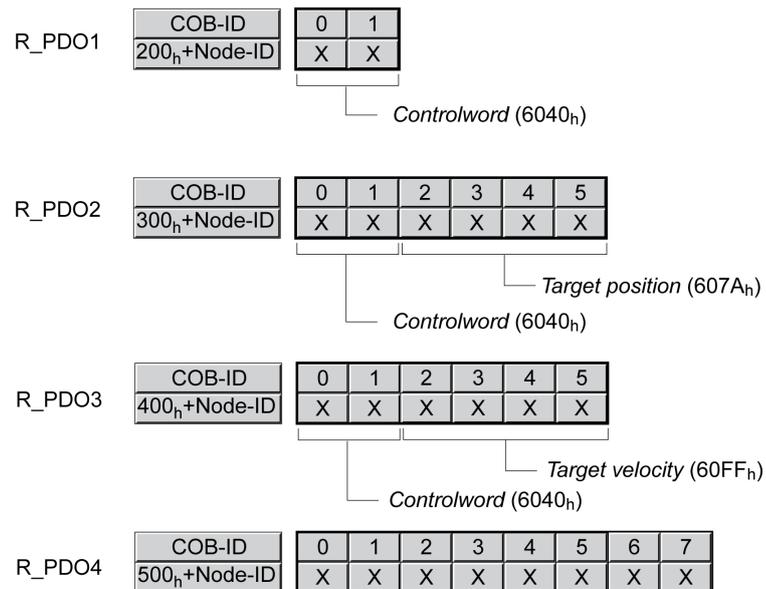 R_PDO1
COB-ID 0 1
200h+Node-ID X X
Controlword (6040h)
R_PDO2
COB-ID 0 1 2 3 4 5
300h+Node-ID X X X X X X
Target position (607Ah)
Controlword (6040h)
R_PDO3
COB-ID 0 1 2 3 4 5
400h+Node-ID X X X X X X
Target velocity (60FFh)
Controlword (6040h)
R_PDO4
COB-ID 0 1 2 3 4 5 6 7
500h+Node-ID X X X X X X X X